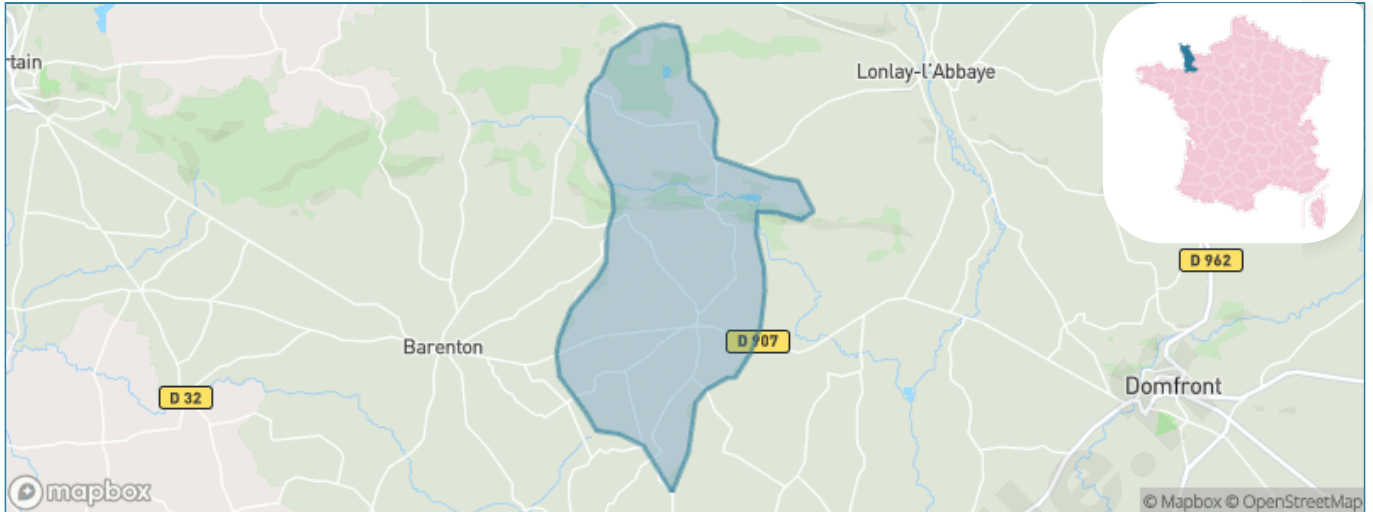 rtain
Lonlay-l'Abbaye
D 962
Barenton
D 907
Domfront
D 32
mapbox
© Mapbox © OpenStreetMap